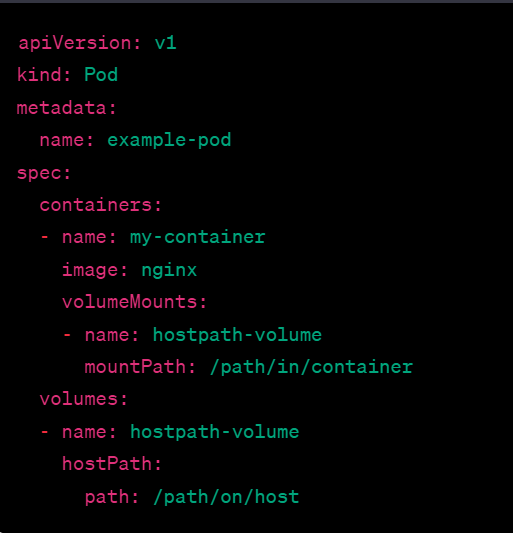 apiVersion: v1
kind: Pod
metadata:
  name: example-pod
spec:
  containers:
  - name: my-container
    image: nginx
    volumeMounts:
    - name: hostpath-volume
      mountPath: /path/in/container
  volumes:
  - name: hostpath-volume
    hostPath:
      path: /path/on/host